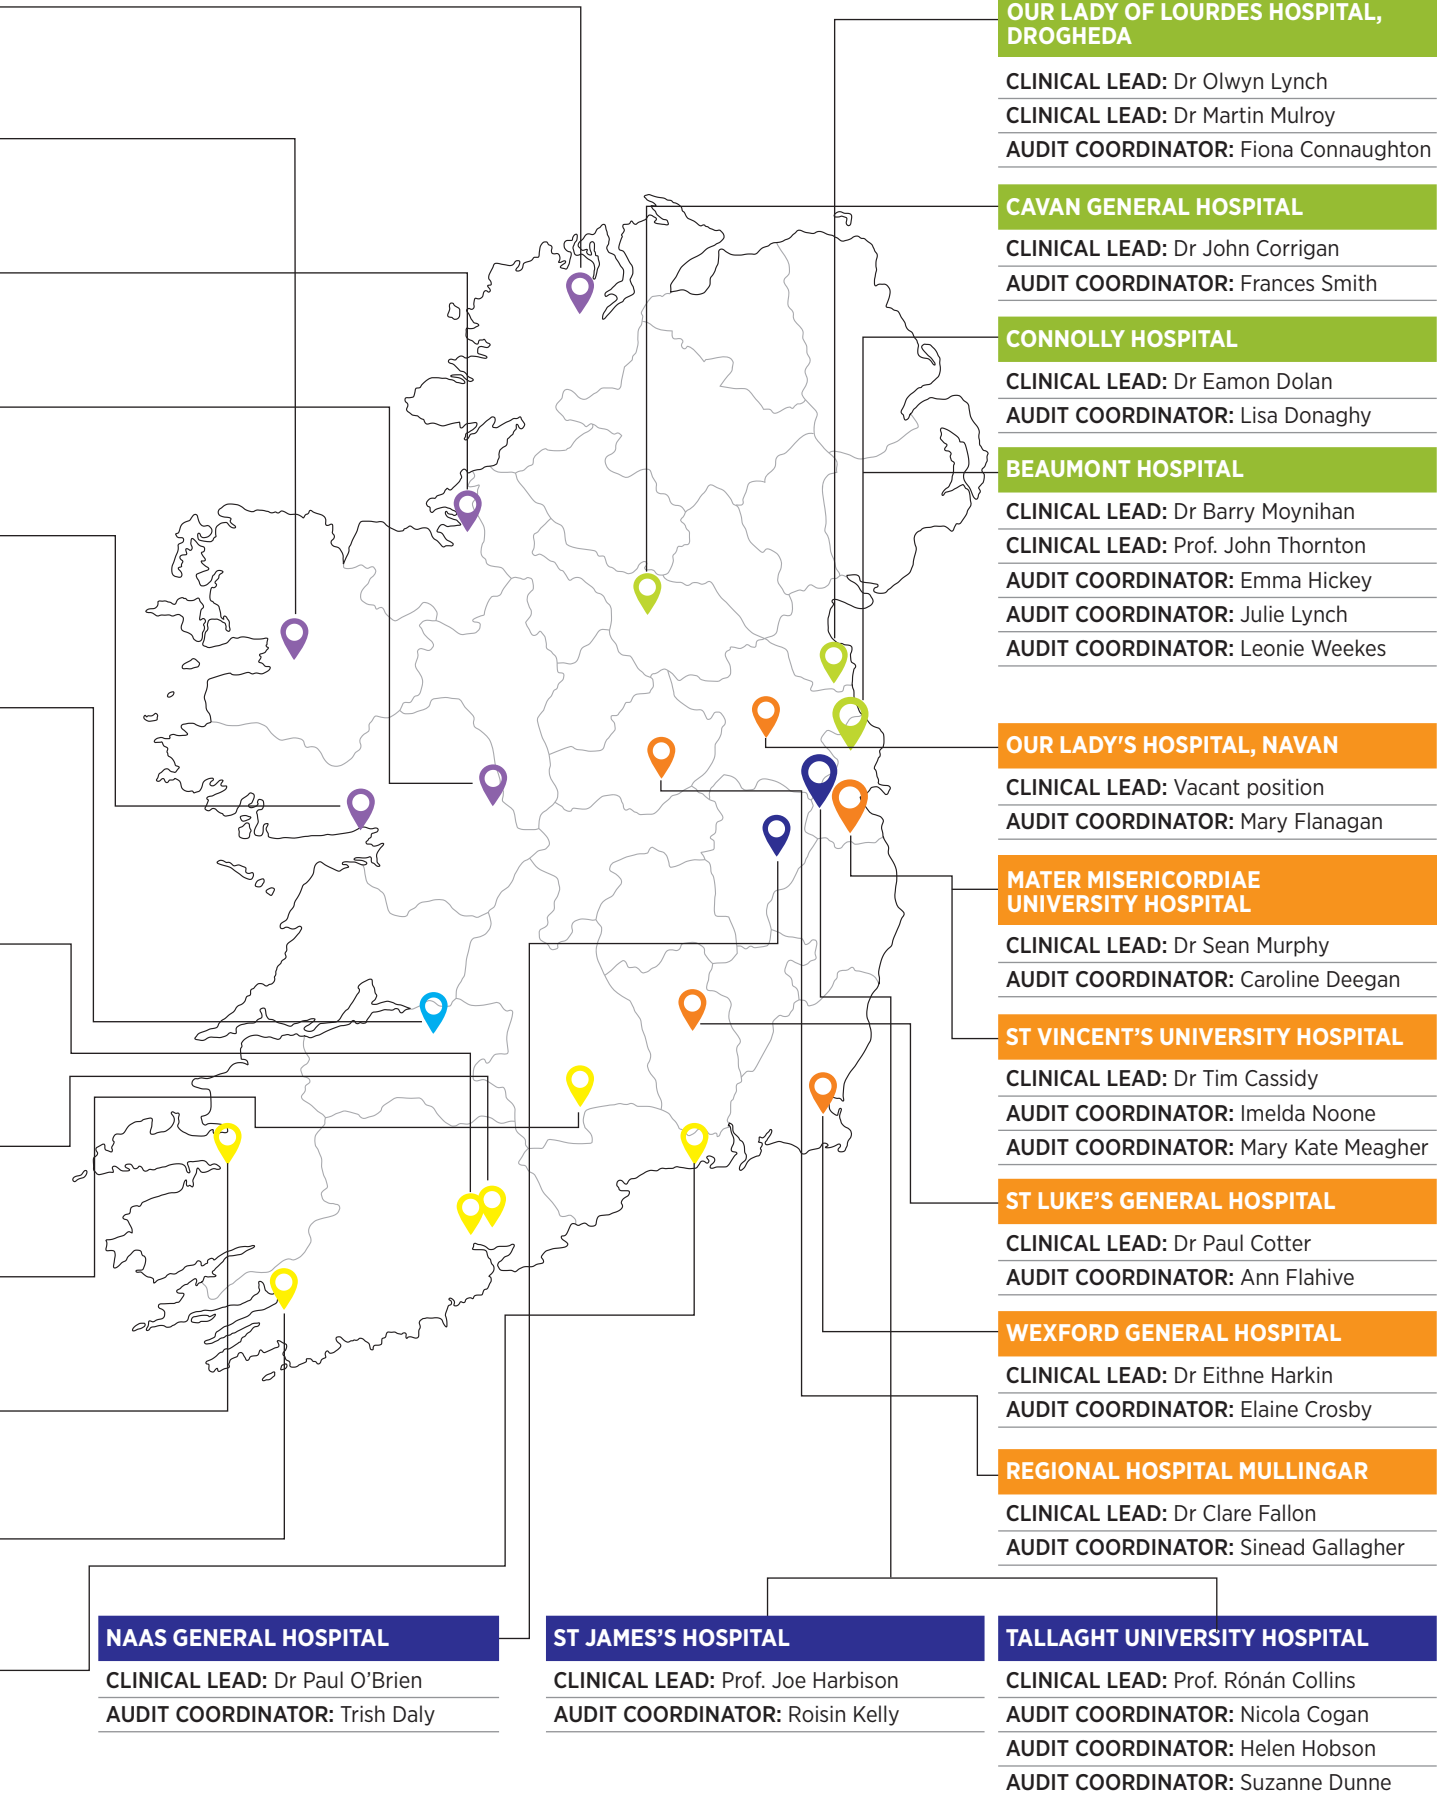 OUR LADY OF LOURDES HOSPITAL,
DROGHEDA
CLINICAL LEAD: Dr Olwyn Lynch
CLINICAL LEAD: Dr Martin Mulroy
AUDIT COORDINATOR: Fiona Connaughton
CAVAN GENERAL HOSPITAL
CLINICAL LEAD: Dr John Corrigan
AUDIT COORDINATOR: Frances Smith
CONNOLLY HOSPITAL
CLINICAL LEAD: Dr Eamon Dolan
AUDIT COORDINATOR: Lisa Donaghy
BEAUMONT HOSPITAL
CLINICAL LEAD: Dr Barry Moynihan
CLINICAL LEAD: Prof. John Thornton
AUDIT COORDINATOR: Emma Hickey
AUDIT COORDINATOR: Julie Lynch
AUDIT COORDINATOR: Leonie Weekes
OUR LADY'S HOSPITAL, NAVAN
CLINICAL LEAD: Vacant position
AUDIT COORDINATOR: Mary Flanagan
MATER MISERICORDIAE
UNIVERSITY HOSPITAL
CLINICAL LEAD: Dr Sean Murphy
AUDIT COORDINATOR: Caroline Deegan
ST VINCENT’S UNIVERSITY HOSPITAL
CLINICAL LEAD: Dr Tim Cassidy
AUDIT COORDINATOR: Imelda Noone
AUDIT COORDINATOR: Mary Kate Meagher
ST LUKE’S GENERAL HOSPITAL
CLINICAL LEAD: Dr Paul Cotter
AUDIT COORDINATOR: Ann Flahive
WEXFORD GENERAL HOSPITAL
CLINICAL LEAD: Dr Eithne Harkin
AUDIT COORDINATOR: Elaine Crosby
REGIONAL HOSPITAL MULLINGAR
CLINICAL LEAD: Dr Clare Fallon
AUDIT COORDINATOR: Sinead Gallagher
NAAS GENERAL HOSPITAL
CLINICAL LEAD: Dr Paul O’Brien
AUDIT COORDINATOR: Trish Daly
ST JAMES’S HOSPITAL
CLINICAL LEAD: Prof. Joe Harbison
AUDIT COORDINATOR: Roisin Kelly
TALLAGHT UNIVERSITY HOSPITAL
CLINICAL LEAD: Prof. Rónán Collins
AUDIT COORDINATOR: Nicola Cogan
AUDIT COORDINATOR: Helen Hobson
AUDIT COORDINATOR: Suzanne Dunne